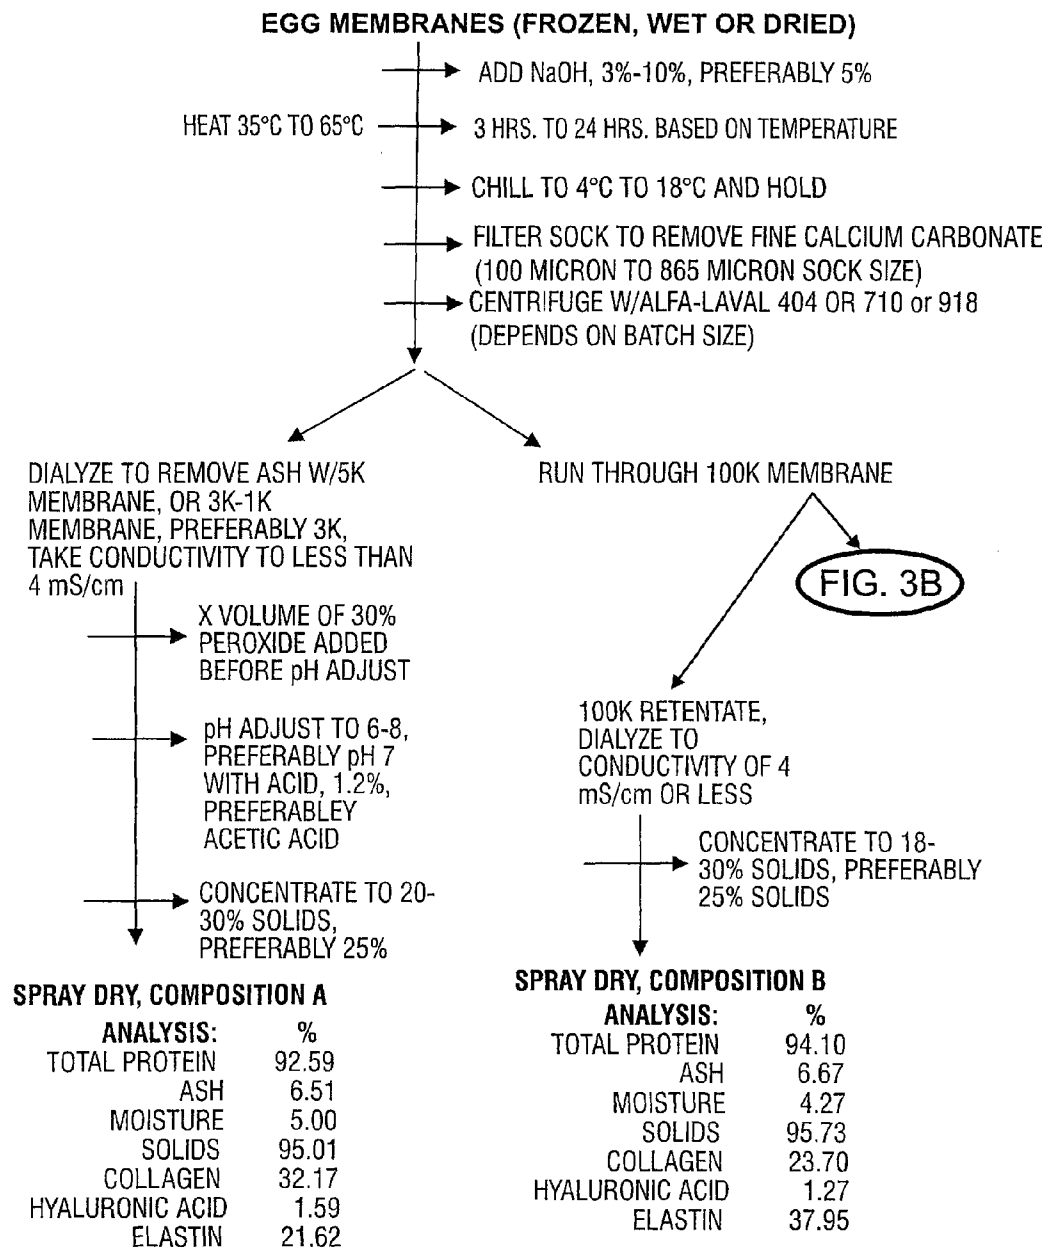 EGG MEMBRANES (FROZEN, WET OR DRIED)
ADD NaOH, 3%-10%, PREFERABLY 5%
HEAT 35°C TO 65°C
3 HRS. TO 24 HRS. BASED ON TEMPERATURE
CHILL TO 4°C TO 18°C AND HOLD
FILTER SOCK TO REMOVE FINE CALCIUM CARBONATE
(100 MICRON TO 865 MICRON SOCK SIZE)
CENTRIFUGE W/ALFA-LAVAL 404 OR 710 or 918
(DEPENDS ON BATCH SIZE)
DIALYZE TO REMOVE ASH W/5K
MEMBRANE, OR 3K-1K
MEMBRANE, PREFERABLY 3K,
TAKE CONDUCTIVITY TO LESS THAN
4 mS/cm
X VOLUME OF 30%
PEROXIDE ADDED
BEFORE pH ADJUST
pH ADJUST TO 6-8,
PREFERABLY pH 7
WITH ACID, 1.2%,
PREFERABLEY
ACETIC ACID
CONCENTRATE TO 20-
30% SOLIDS,
PREFERABLY 25%
SPRAY DRY, COMPOSITION A
ANALYSIS: %
TOTAL PROTEIN 92.59
ASH 6.51
MOISTURE 5.00
SOLIDS 95.01
COLLAGEN 32.17
HYALURONIC ACID 1.59
ELASTIN 21.62
RUN THROUGH 100K MEMBRANE
FIG. 3B
100K RETENTATE,
DIALYZE TO
CONDUCTIVITY OF 4
mS/cm OR LESS
CONCENTRATE TO 18-
30% SOLIDS, PREFERABLY
25% SOLIDS
SPRAY DRY, COMPOSITION B
ANALYSIS: %
TOTAL PROTEIN 94.10
ASH 6.67
MOISTURE 4.27
SOLIDS 95.73
COLLAGEN 23.70
HYALURONIC ACID 1.27
ELASTIN 37.95